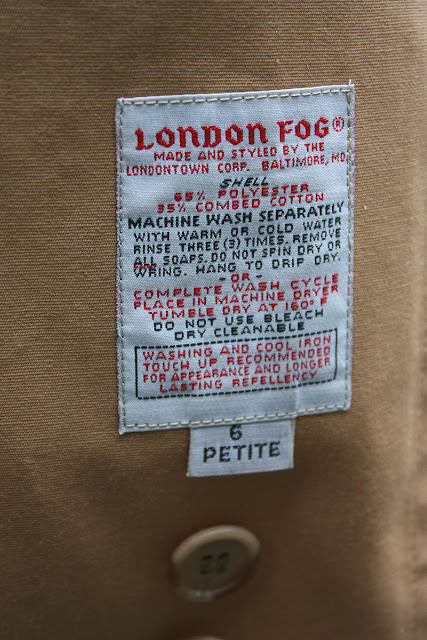 LONDON FOG®
MADE AND STYLED BY THE
LONDONTOWN CORP. BALTIMORE, MD.
SHELL
65% POLYESTER
35% COMBED COTTON
MACHINE WASH SEPARATELY
WITH WARM OR COLD WATER
RINSE THREE (3) TIMES. REMOVE
ALL SOAPS. DO NOT SPIN DRY OR
WRING. HANG TO DRIP DRY.
- OR -
COMPLETE WASH CYCLE
PLACE IN MACHINE DRYER
TUMBLE DRY AT 160° F
DO NOT USE BLEACH
DRY CLEANABLE
WASHING AND COOL IRON
TOUCH UP RECOMMENDED
FOR APPEARANCE AND LONGER
LASTING REPELLENCY
6
PETITE